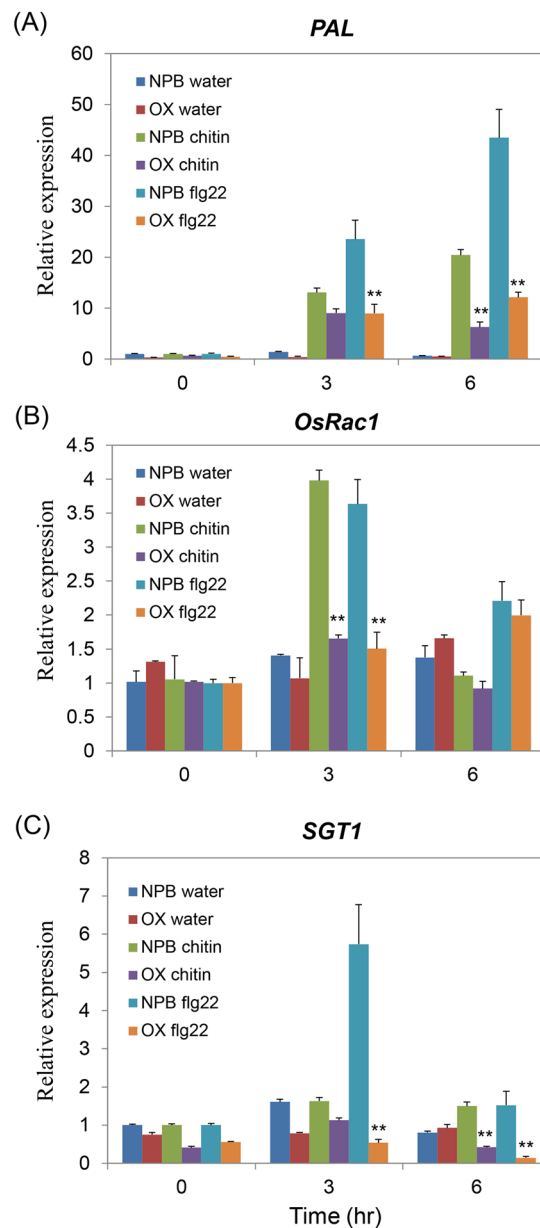 (A)
PAL
Relative expression
60
50
40
30
20
10
0
NPB water
OX water
NPB chitin
OX chitin
NPB flg22
OX flg22
**
**
**
0 3 6
(B)
OsRac1
Relative expression
4.5
4
3.5
3
2.5
2
1.5
1
0.5
0
NPB water
OX water
NPB chitin
OX chitin
NPB flg22
OX flg22
**
**
0 3 6
(C)
SGT1
Relative expression
8
7
6
5
4
3
2
1
0
NPB water
OX water
NPB chitin
OX chitin
NPB flg22
OX flg22
**
**
**
0 3 6
Time (hr)